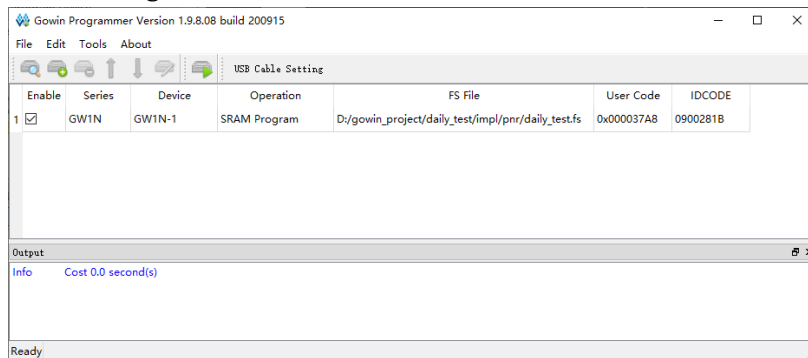 Gowin Programmer Version 1.9.8.08 build 200915
File Edit Tools About
USB Cable Setting
Enable Series Device Operation FS File User Code IDCODE
1 GW1N GW1N-1 SRAM Program D:/gowin_project/daily_test/impl/pnr/daily_test.fs 0x000037A8 0900281B
Output
Info Cost 0.0 second(s)
Ready